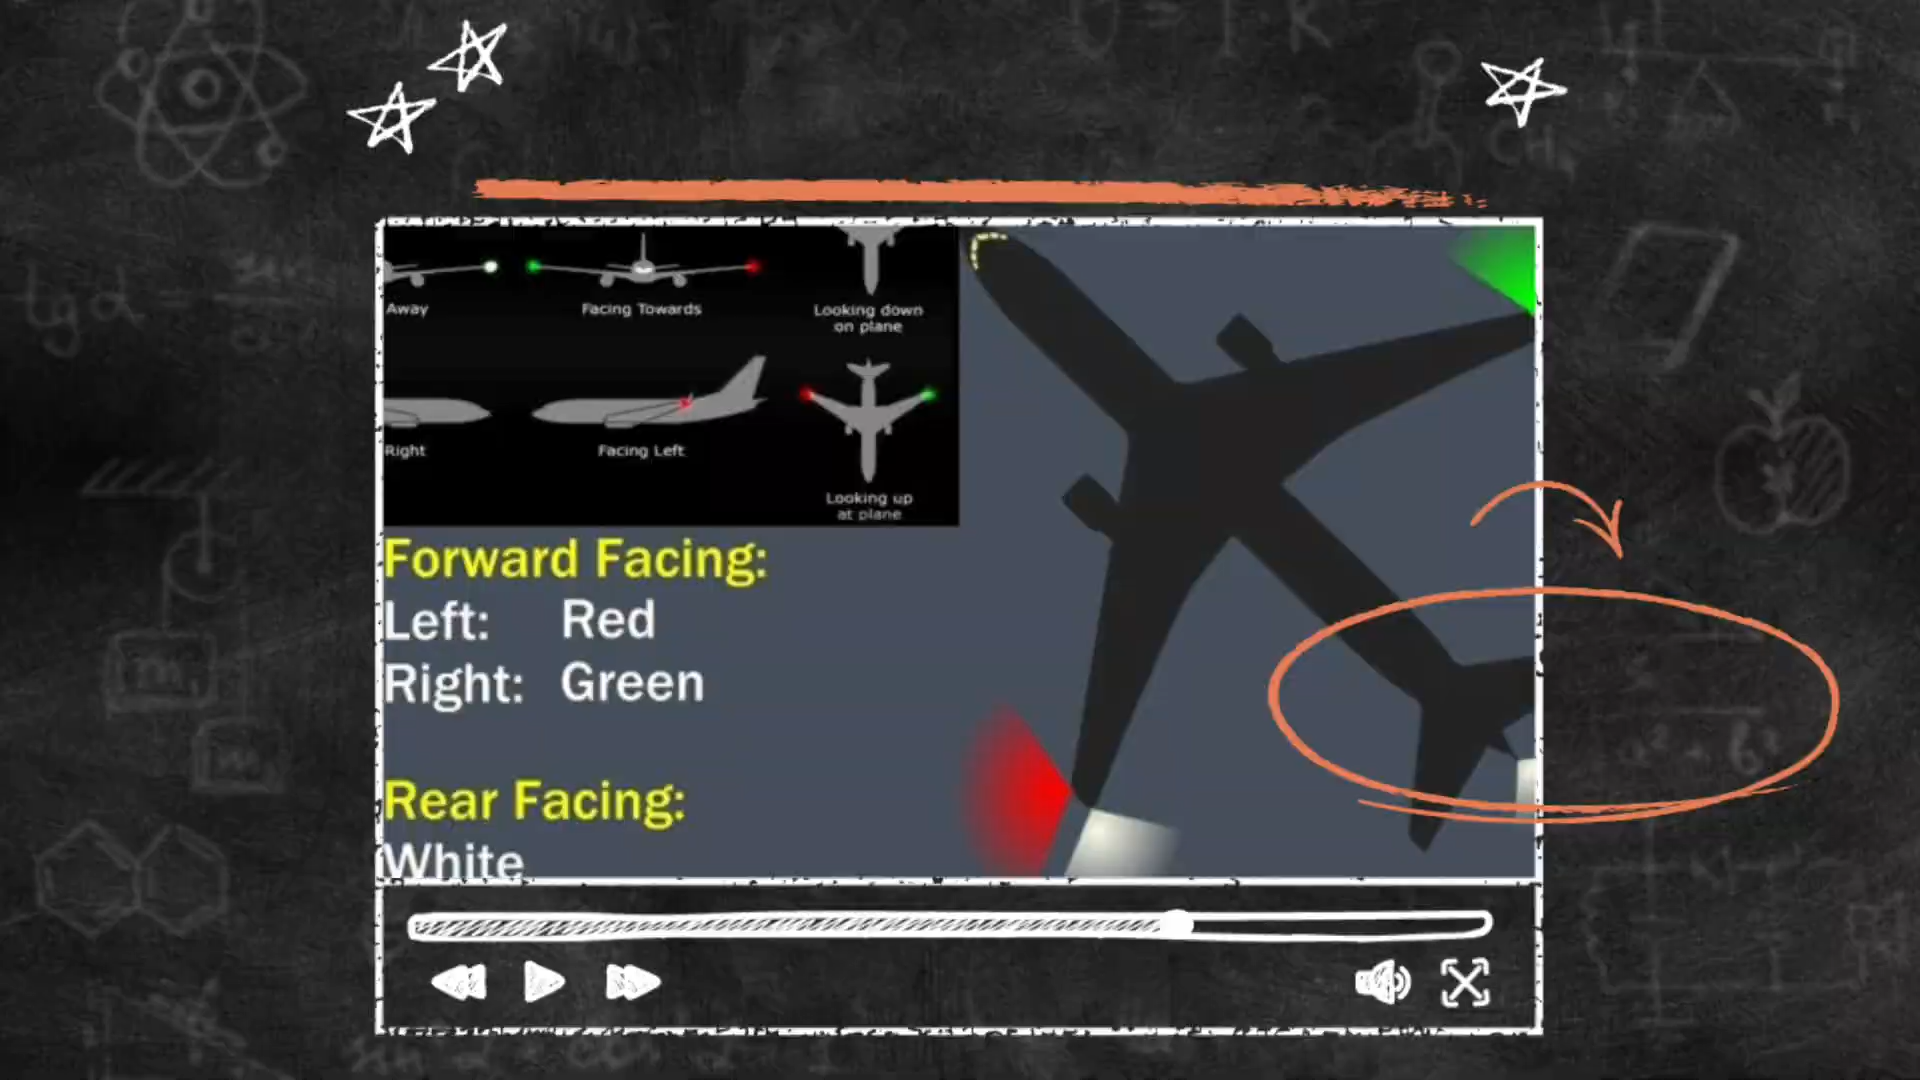 Away
Facing Towards
Looking down
on plane
Right
Facing Left
Looking up
at plane
Forward Facing:
Left: Red
Right: Green
Rear Facing:
White